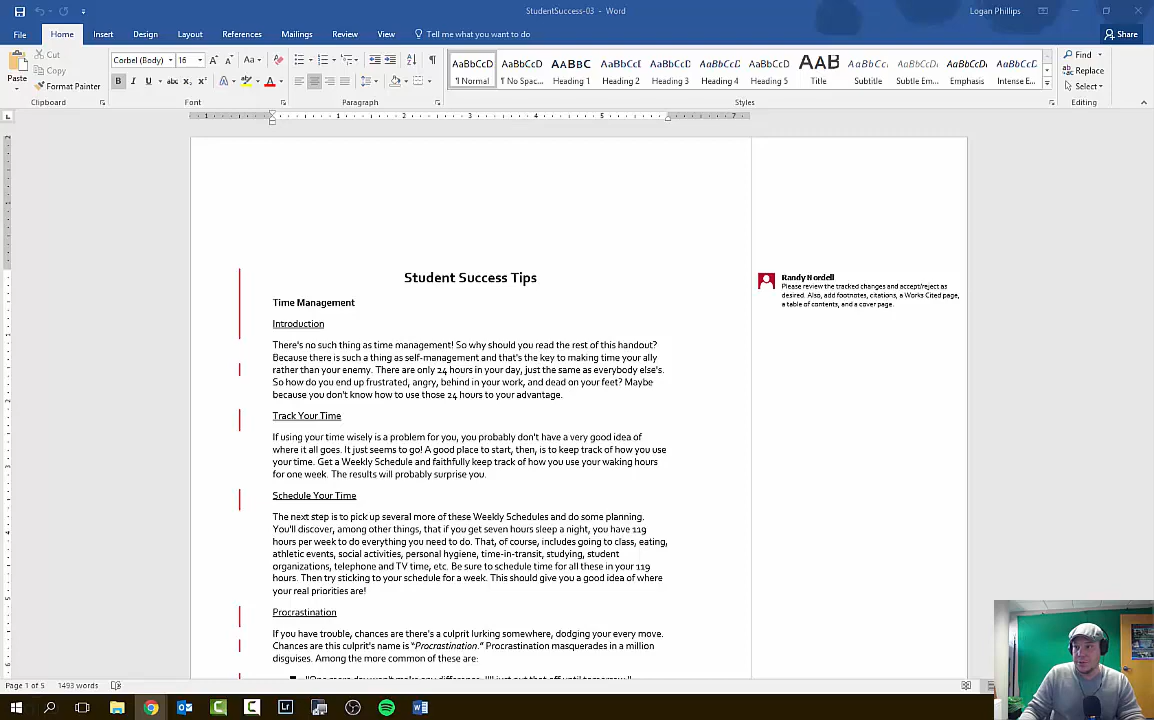 StudentSuccess-03 - Word
Logan Phillips
File Home Insert Design Layout References Mailings Review View Tell me what you want to do Share
Paste
Cut
Copy
Format Painter
Clipboard
Corbel (Body) 16
Font
Paragraph
AaBbCcD AaBbCcD AABBC AaBbCcD AaBbCcD AaBbCcD AaBbCcD AAB AaBbCcD AaBbCcD AaBbCcD AaBbCcD
¶ Normal ¶ No Spac... Heading 1 Heading 2 Heading 3 Heading 4 Heading 5 Title Subtitle Subtle Em... Emphasis Intense E...
Styles
Find
Replace
Select
Editing
Student Success Tips
Time Management
Introduction
There's no such thing as time management! So why should you read the rest of this handout?
Because there is such a thing as self-management and that's the key to making time your ally
rather than your enemy. There are only 24 hours in your day, just the same as everybody else's.
So how do you end up frustrated, angry, behind in your work, and dead on your feet? Maybe
because you don't know how to use those 24 hours to your advantage.
Track Your Time
If using your time wisely is a problem for you, you probably don't have a very good idea of
where it all goes. It just seems to go! A good place to start, then, is to keep track of how you use
your time. Get a Weekly Schedule and faithfully keep track of how you use your waking hours
for one week. The results will probably surprise you.
Schedule Your Time
The next step is to pick up several more of these Weekly Schedules and do some planning.
You'll discover, among other things, that if you get seven hours sleep a night, you have 119
hours per week to do everything you need to do. That, of course, includes going to class, eating,
athletic events, social activities, personal hygiene, time-in-transit, studying, student
organizations, telephone and TV time, etc. Be sure to schedule time for all these in your 119
hours. Then try sticking to your schedule for a week. This should give you a good idea of where
your real priorities are!
Procrastination
If you have trouble, chances are there's a culprit lurking somewhere, dodging your every move.
Chances are this culprit's name is "Procrastination." Procrastination masquerades in a million
disguises. Among the more common of these are:
"One more day won't make any difference. I'll just put that off until tomorrow."
Randy Nordell
Please review the tracked changes and accept/reject as
desired. Also, add footnotes, citations, a Works Cited page,
a table of contents, and a cover page.
Page 1 of 5 1493 words